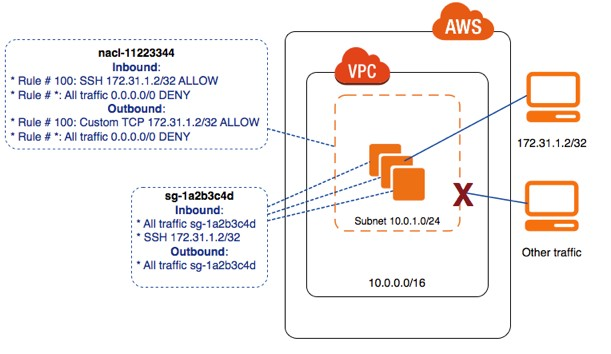 nacl-11223344
Inbound:
* Rule # 100: SSH 172.31.1.2/32 ALLOW
* Rule # *: All traffic 0.0.0.0/0 DENY
Outbound:
* Rule # 100: Custom TCP 172.31.1.2/32 ALLOW
* Rule # *: All traffic 0.0.0.0/0 DENY
sg-1a2b3c4d
Inbound:
* All traffic sg-1a2b3c4d
* SSH 172.31.1.2/32
Outbound:
* All traffic sg-1a2b3c4d
AWS
VPC
Subnet 10.0.1.0/24
10.0.0.0/16
X
172.31.1.2/32
Other traffic